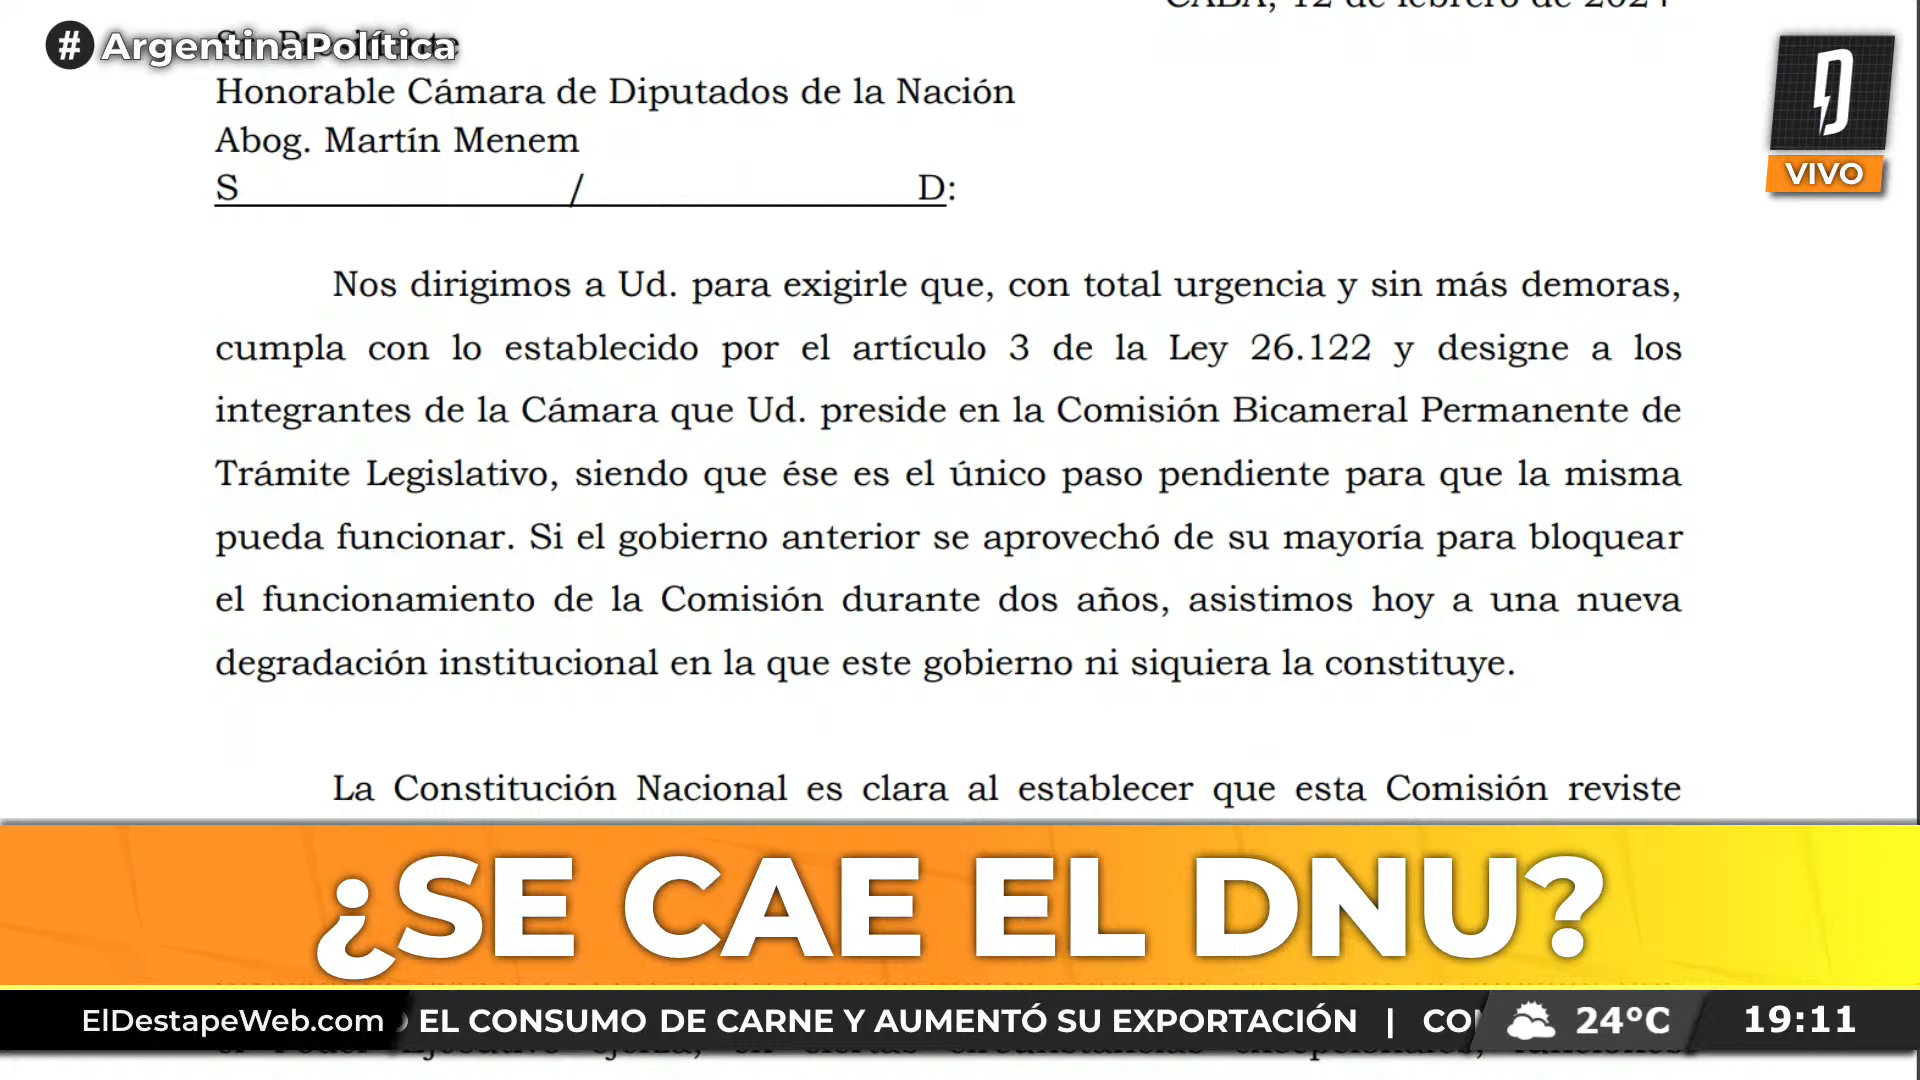 CABA, 12 de febrero de 2024
# ArgentinaPolítica
Honorable Cámara de Diputados de la Nación
Abog. Martín Menem
S / D:
VIVO
Nos dirigimos a Ud. para exigirle que, con total urgencia y sin más demoras,
cumpla con lo establecido por el artículo 3 de la Ley 26.122 y designe a los
integrantes de la Cámara que Ud. preside en la Comisión Bicameral Permanente de
Trámite Legislativo, siendo que ése es el único paso pendiente para que la misma
pueda funcionar. Si el gobierno anterior se aprovechó de su mayoría para bloquear
el funcionamiento de la Comisión durante dos años, asistimos hoy a una nueva
degradación institucional en la que este gobierno ni siquiera la constituye.
La Constitución Nacional es clara al establecer que esta Comisión reviste
¿SE CAE EL DNU?
ElDestapeWeb.com
EL CONSUMO DE CARNE Y AUMENTÓ SU EXPORTACIÓN |
24°C
19:11